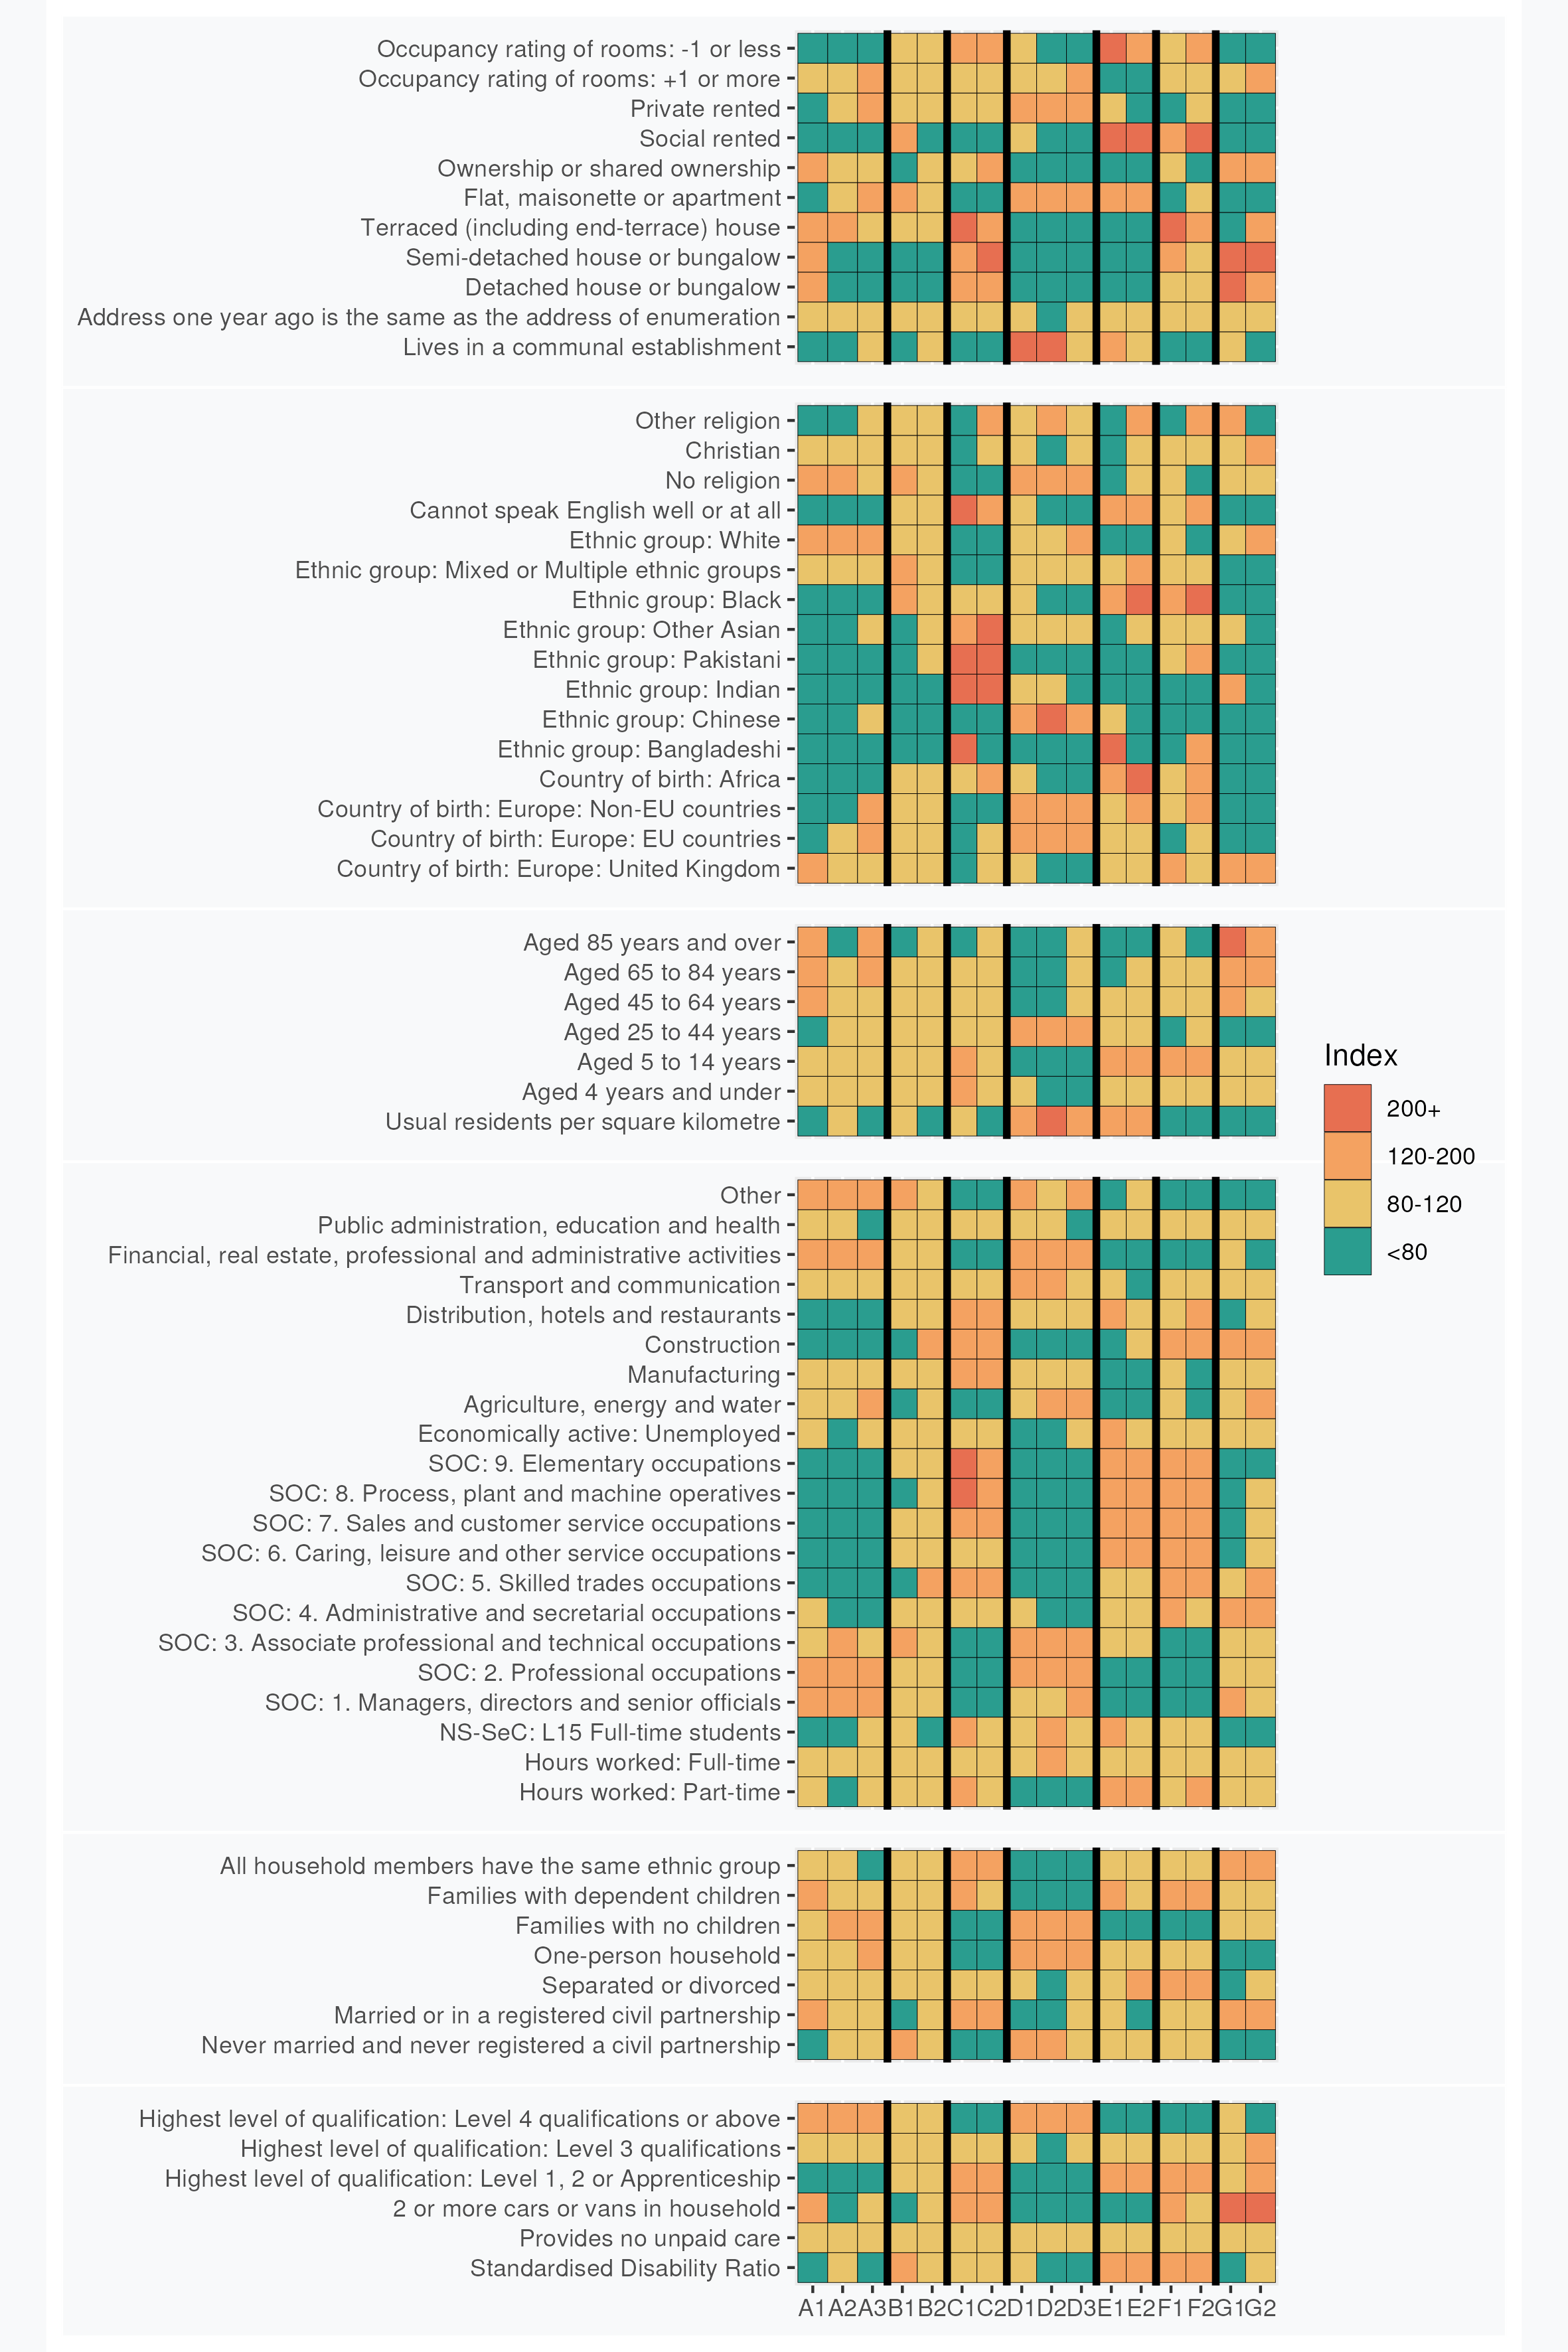 Occupancy rating of rooms: -1 or less
Occupancy rating of rooms: +1 or more
Private rented
Social rented
Ownership or shared ownership
Flat, maisonette or apartment
Terraced (including end-terrace) house
Semi-detached house or bungalow
Detached house or bungalow
Address one year ago is the same as the address of enumeration
Lives in a communal establishment
Other religion
Christian
No religion
Cannot speak English well or at all
Ethnic group: White
Ethnic group: Mixed or Multiple ethnic groups
Ethnic group: Black
Ethnic group: Other Asian
Ethnic group: Pakistani
Ethnic group: Indian
Ethnic group: Chinese
Ethnic group: Bangladeshi
Country of birth: Africa
Country of birth: Europe: Non-EU countries
Country of birth: Europe: EU countries
Country of birth: Europe: United Kingdom
Aged 85 years and over
Aged 65 to 84 years
Aged 45 to 64 years
Aged 25 to 44 years
Aged 5 to 14 years
Aged 4 years and under
Usual residents per square kilometre
Index
200+
120-200
80-120
<80
Other
Public administration, education and health
Financial, real estate, professional and administrative activities
Transport and communication
Distribution, hotels and restaurants
Construction
Manufacturing
Agriculture, energy and water
Economically active: Unemployed
SOC: 9. Elementary occupations
SOC: 8. Process, plant and machine operatives
SOC: 7. Sales and customer service occupations
SOC: 6. Caring, leisure and other service occupations
SOC: 5. Skilled trades occupations
SOC: 4. Administrative and secretarial occupations
SOC: 3. Associate professional and technical occupations
SOC: 2. Professional occupations
SOC: 1. Managers, directors and senior officials
NS-SeC: L15 Full-time students
Hours worked: Full-time
Hours worked: Part-time
All household members have the same ethnic group
Families with dependent children
Families with no children
One-person household
Separated or divorced
Married or in a registered civil partnership
Never married and never registered a civil partnership
Highest level of qualification: Level 4 qualifications or above
Highest level of qualification: Level 3 qualifications
Highest level of qualification: Level 1, 2 or Apprenticeship
2 or more cars or vans in household
Provides no unpaid care
Standardised Disability Ratio
A1 A2 A3 B1 B2 C1 C2 D1 D2 D3 E1 E2 F1 F2 G1 G2